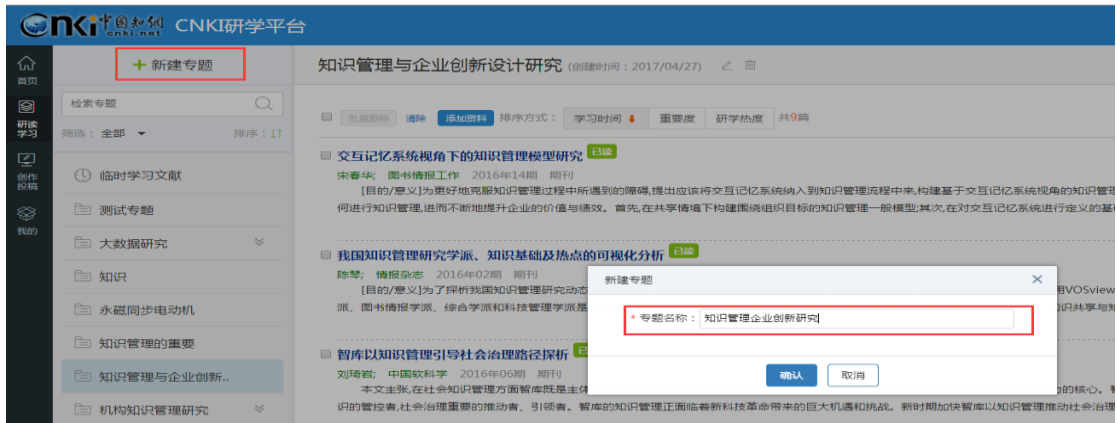 CNKI中国知网 cnki.net CNKI研学平台
首页
研读学习
创作投稿
我的
+ 新建专题
检索专题
筛选： 全部 排序：↓↑
临时学习文献
测试专题
大数据研究
知识
永磁同步电动机
知识管理的重要
知识管理与企业创新..
机构知识管理研究
知识管理与企业创新设计研究 (创建时间：2017/04/27)
批量删除 清除 添加资料 排序方式： 学习时间 重要度 研学热度 共9篇
交互记忆系统视角下的知识管理模型研究 已读
宋春华; 图书情报工作 2016年14期 期刊
[目的/意义]为更好地克服知识管理过程中所遇到的障碍,提出应该将交互记忆系统纳入到知识管理流程中来,构建基于交互记忆系统视角的知识管理
何进行知识管理,进而不断地提升企业的价值与绩效。首先,在共享情境下构建围绕组织目标的知识管理一般模型;其次,在对交互记忆系统进行定义的基
我国知识管理研究学派、知识基础及热点的可视化分析 已读
陈琴; 情报杂志 2016年02期 期刊
[目的/意义]为了探析我国知识管理研究动态 用VOSview
派、图书情报学派、综合学派和科技管理学派是 知识共享与知
智库以知识管理引导社会治理路径探析
刘琦岩; 中国软科学 2016年06期 期刊
本文主张,在社会知识管理方面智库既是主体 力的核心。智
识的管控者,社会治理重要的推动者、引领者。智库的知识管理正面临着新科技革命带来的巨大机遇和挑战。新时期加快智库以知识管理推动社会治理
新建专题 ×
* 专题名称： 知识管理企业创新研究
确认 取消